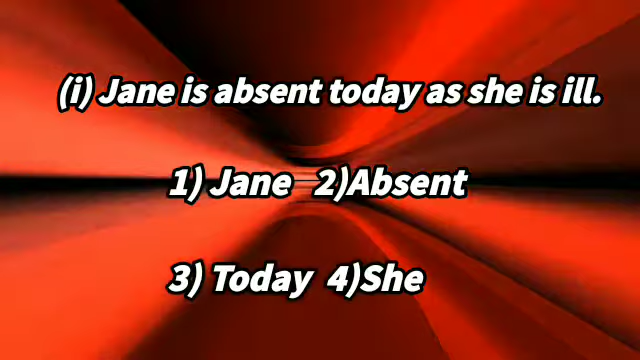 (i) Jane is absent today as she is ill.
1) Jane 2)Absent
3) Today 4)She